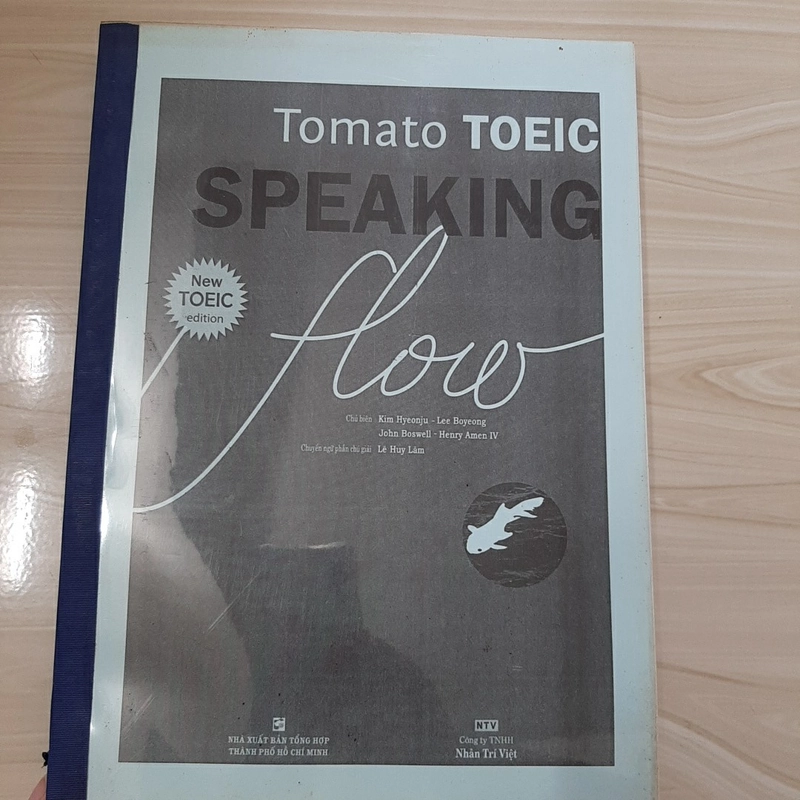 Tomato TOEIC
SPEAKING
flow
New
TOEIC
edition
Chủ biên Kim Hyeonju - Lee Boyeong
John Boswell - Henry Amen IV
Chuyển ngữ phần chú giải Lê Huy Lâm
NHÀ XUẤT BẢN TỔNG HỢP
THÀNH PHỐ HỒ CHÍ MINH
NTV
Công ty TNHH
Nhân Trí Việt